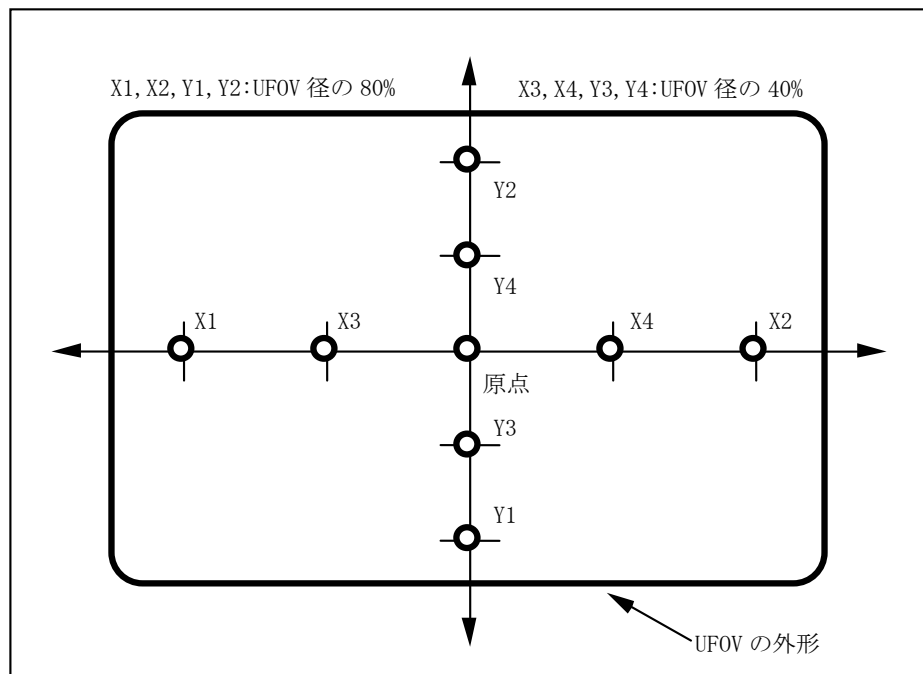 X1,X2,Y1,Y2:UFOV 径の 80%
X3,X4,Y3,Y4:UFOV 径の 40%
Y2
Y4
X1
X3
X4
X2
原点
Y3
Y1
UFOV の外形